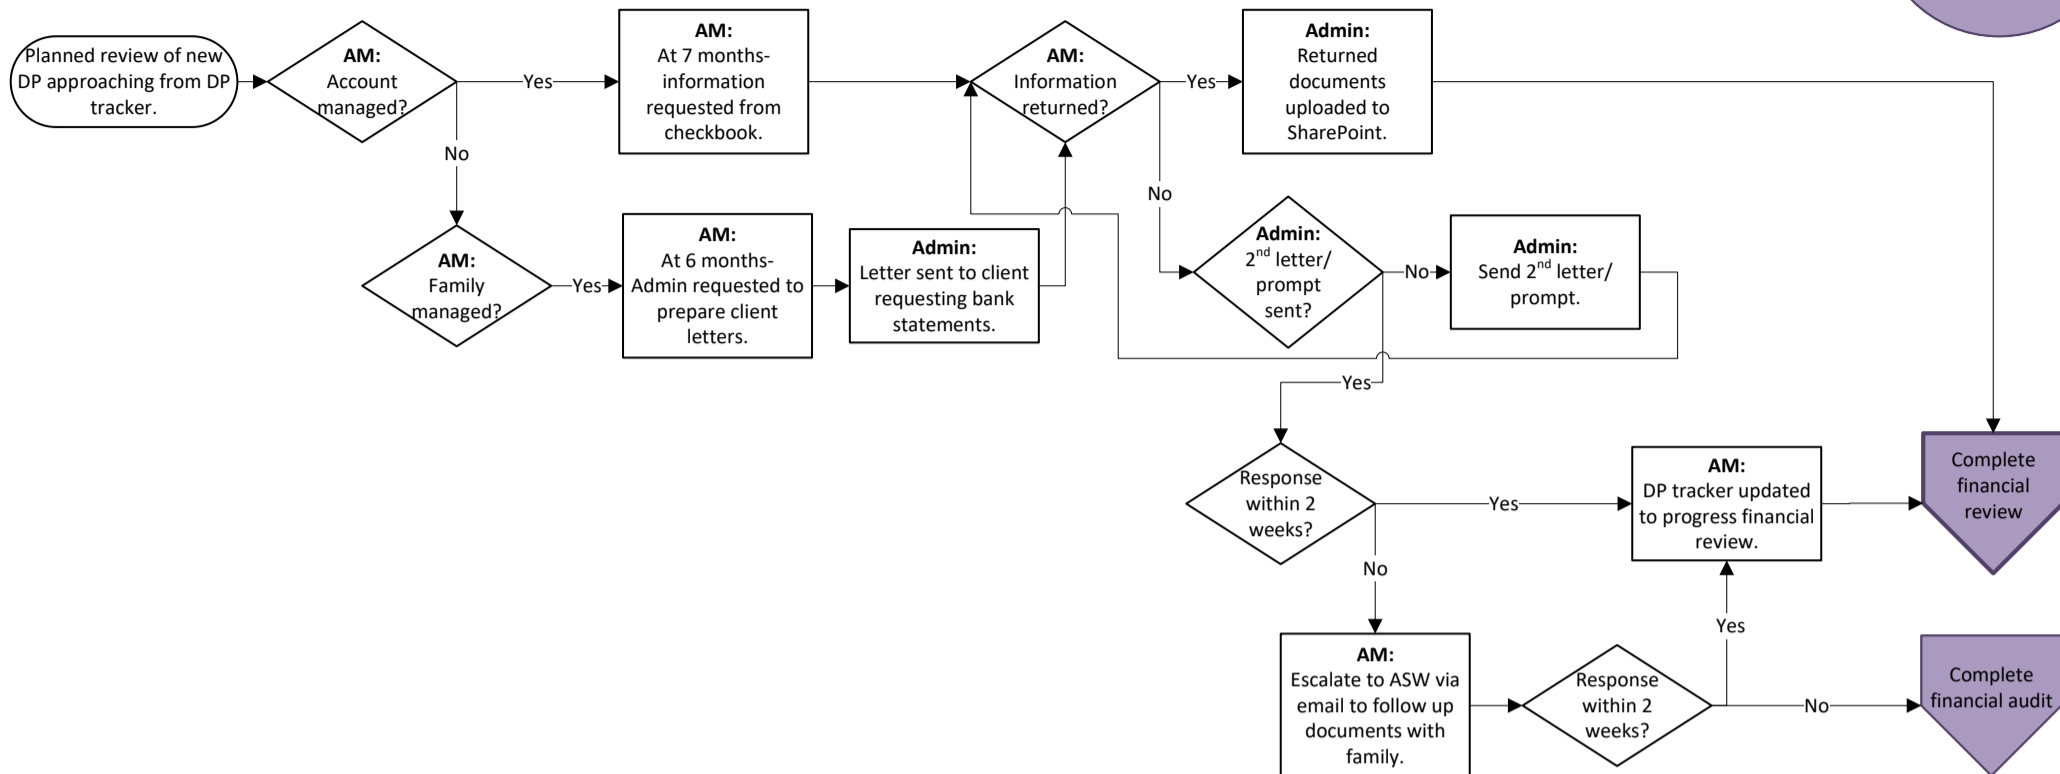 Planned review of new
DP approaching from DP
tracker.
AM:
Account
managed?
Yes
AM:
At 7 months-
information
requested from
checkbook.
AM:
Information
returned?
Yes
Admin:
Returned
documents
uploaded to
SharePoint.
No
AM:
Family
managed?
Yes
AM:
At 6 months-
Admin requested to
prepare client
letters.
Admin:
Letter sent to client
requesting bank
statements.
No
Admin:
2nd letter/
prompt
sent?
No
Admin:
Send 2nd letter/
prompt.
Yes
Response
within 2
weeks?
Yes
AM:
DP tracker updated
to progress financial
review.
Complete
financial
review
No
AM:
Escalate to ASW via
email to follow up
documents with
family.
Response
within 2
weeks?
Yes
No
Complete
financial audit